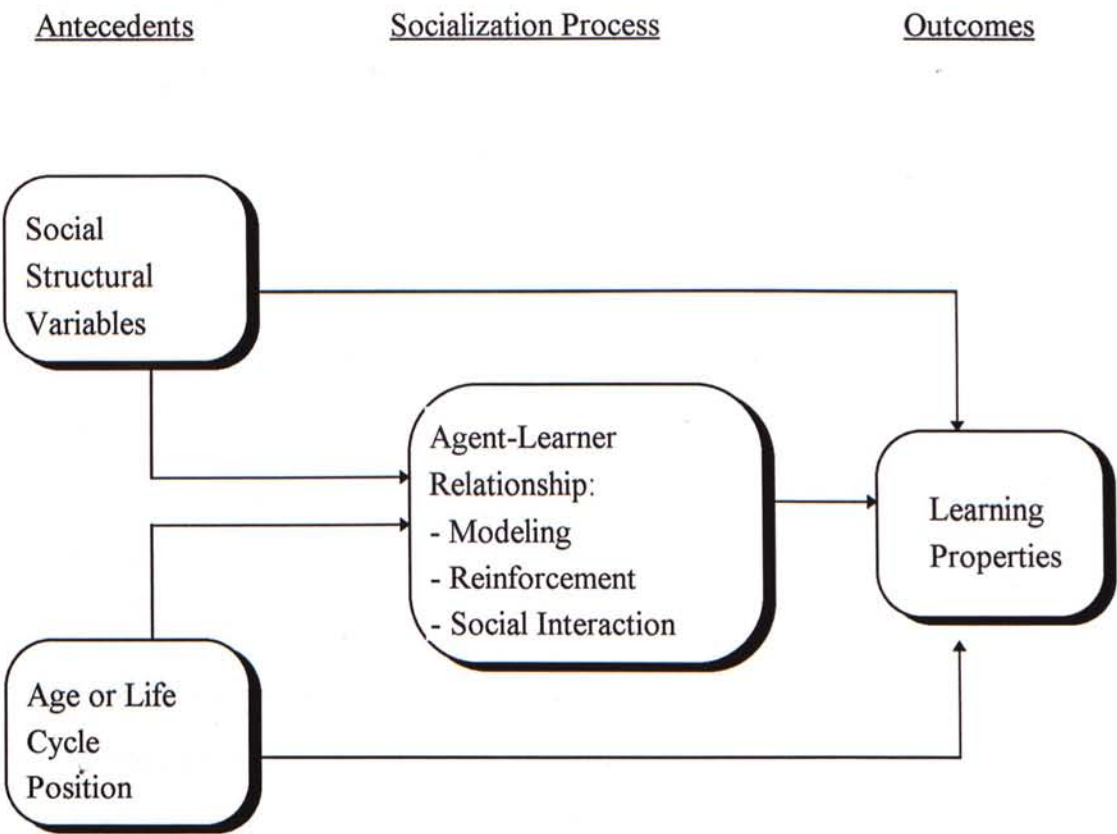 Antecedents
Socialization Process
Outcomes
Social
Structural
Variables
Agent-Learner
Relationship:
- Modeling
- Reinforcement
- Social Interaction
Learning
Properties
Age or Life
Cycle
Position